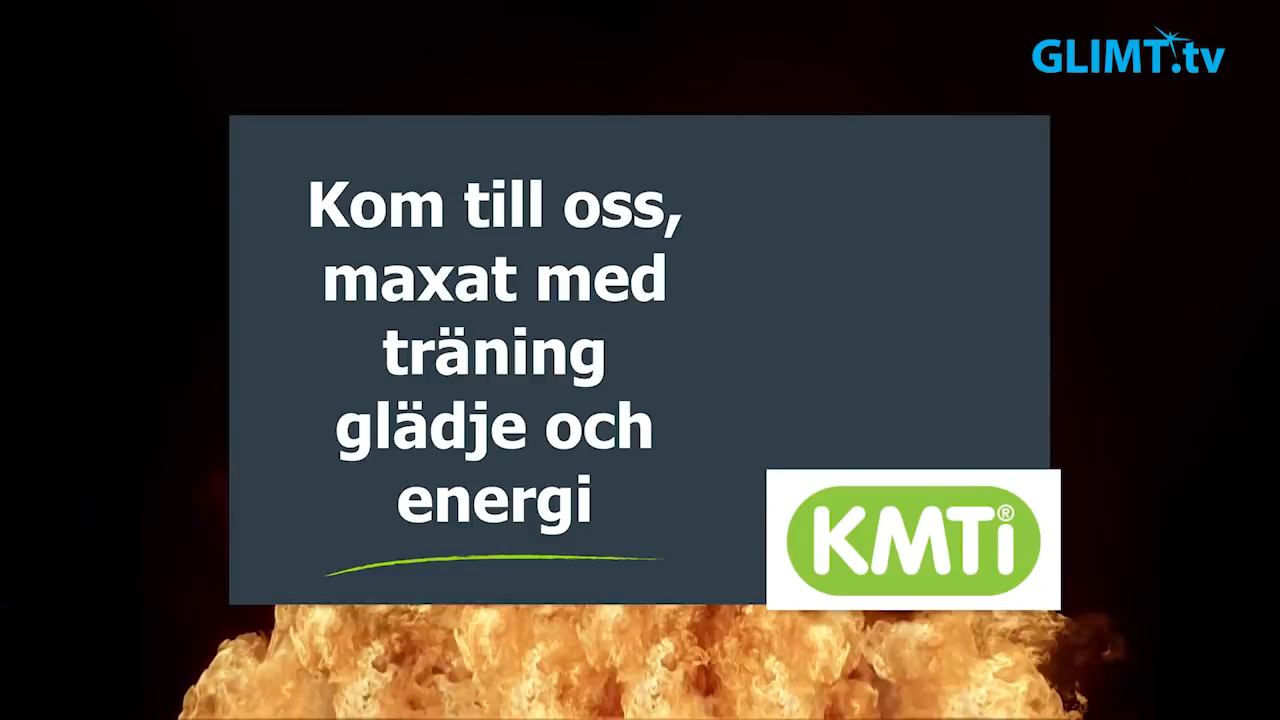 GLIMT.tv
Kom till oss,
maxat med
träning
glädje och
energi
KMTi®